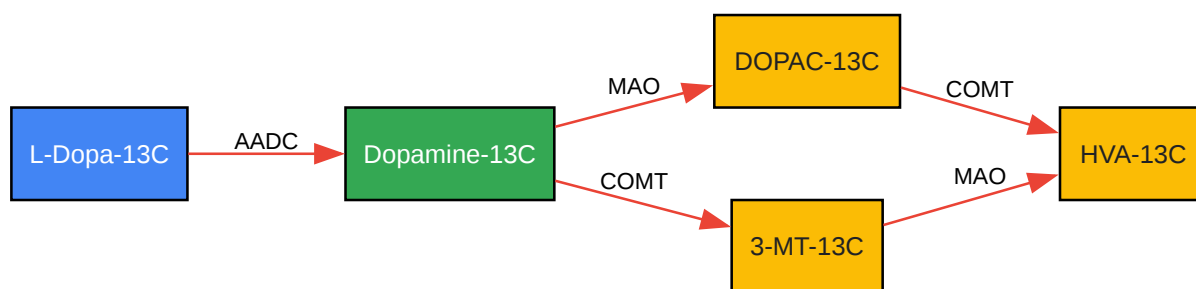 L-Dopa-13C
AADC
Dopamine-13C
MAO
DOPAC-13C
COMT
COMT
3-MT-13C
MAO
HVA-13C